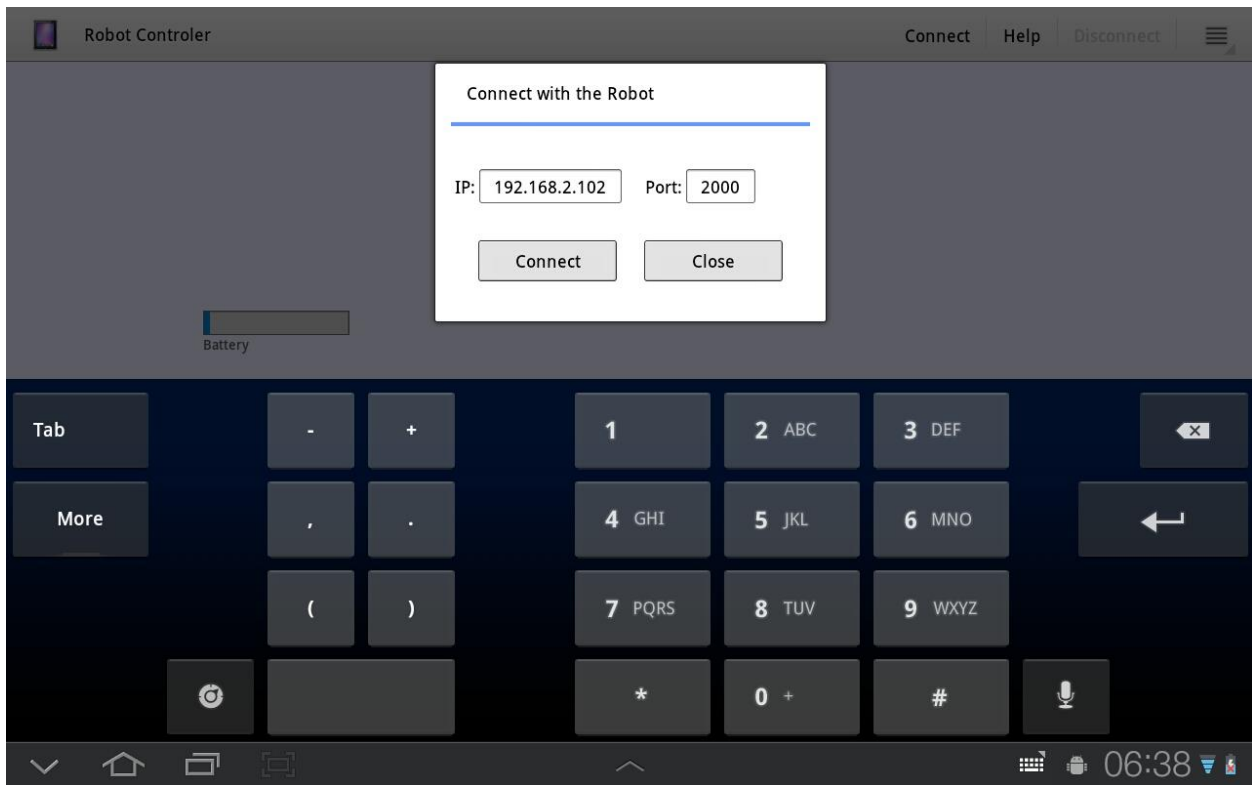 Robot Controler Connect Help Disconnect
Connect with the Robot
IP: 192.168.2.102 Port: 2000
Connect Close
Battery
Tab - + 1 2 ABC 3 DEF
More , . 4 GHI 5 JKL 6 MNO
( ) 7 PQRS 8 TUV 9 WXYZ
* 0 + #
06:38